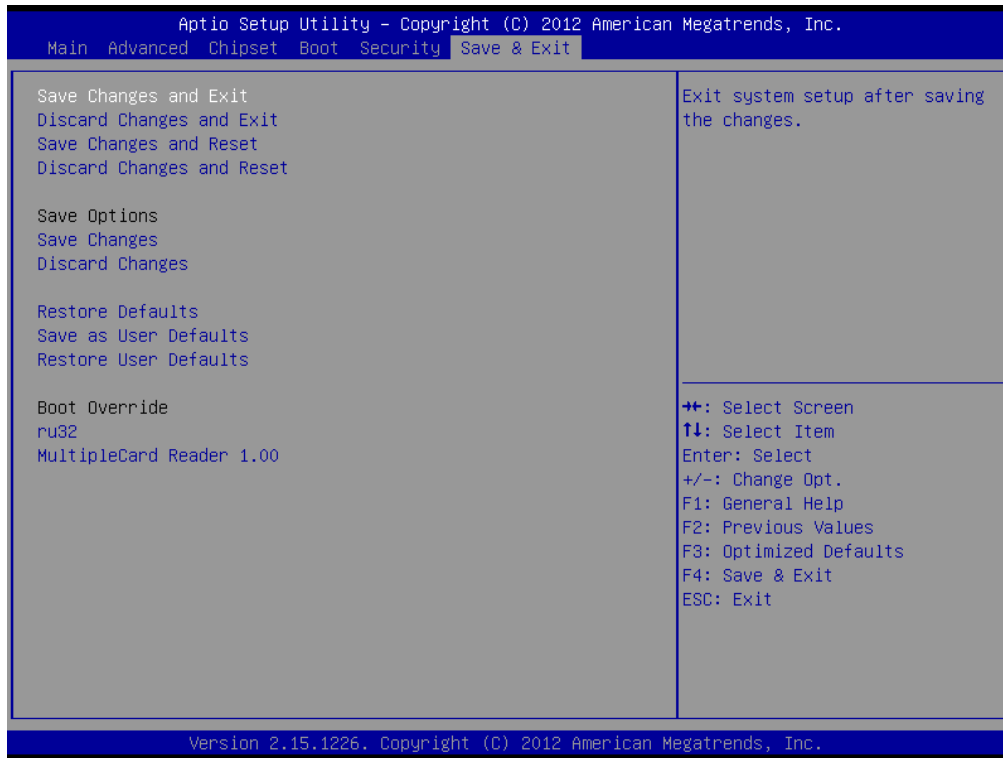 Aptio Setup Utility – Copyright (C) 2012 American Megatrends, Inc.
Main Advanced Chipset Boot Security Save & Exit
Save Changes and Exit
Discard Changes and Exit
Save Changes and Reset
Discard Changes and Reset
Save Options
Save Changes
Discard Changes
Restore Defaults
Save as User Defaults
Restore User Defaults
Boot Override
ru32
MultipleCard Reader 1.00
Exit system setup after saving
the changes.
→←: Select Screen
↑↓: Select Item
Enter: Select
+/-: Change Opt.
F1: General Help
F2: Previous Values
F3: Optimized Defaults
F4: Save & Exit
ESC: Exit
Version 2.15.1226. Copyright (C) 2012 American Megatrends, Inc.